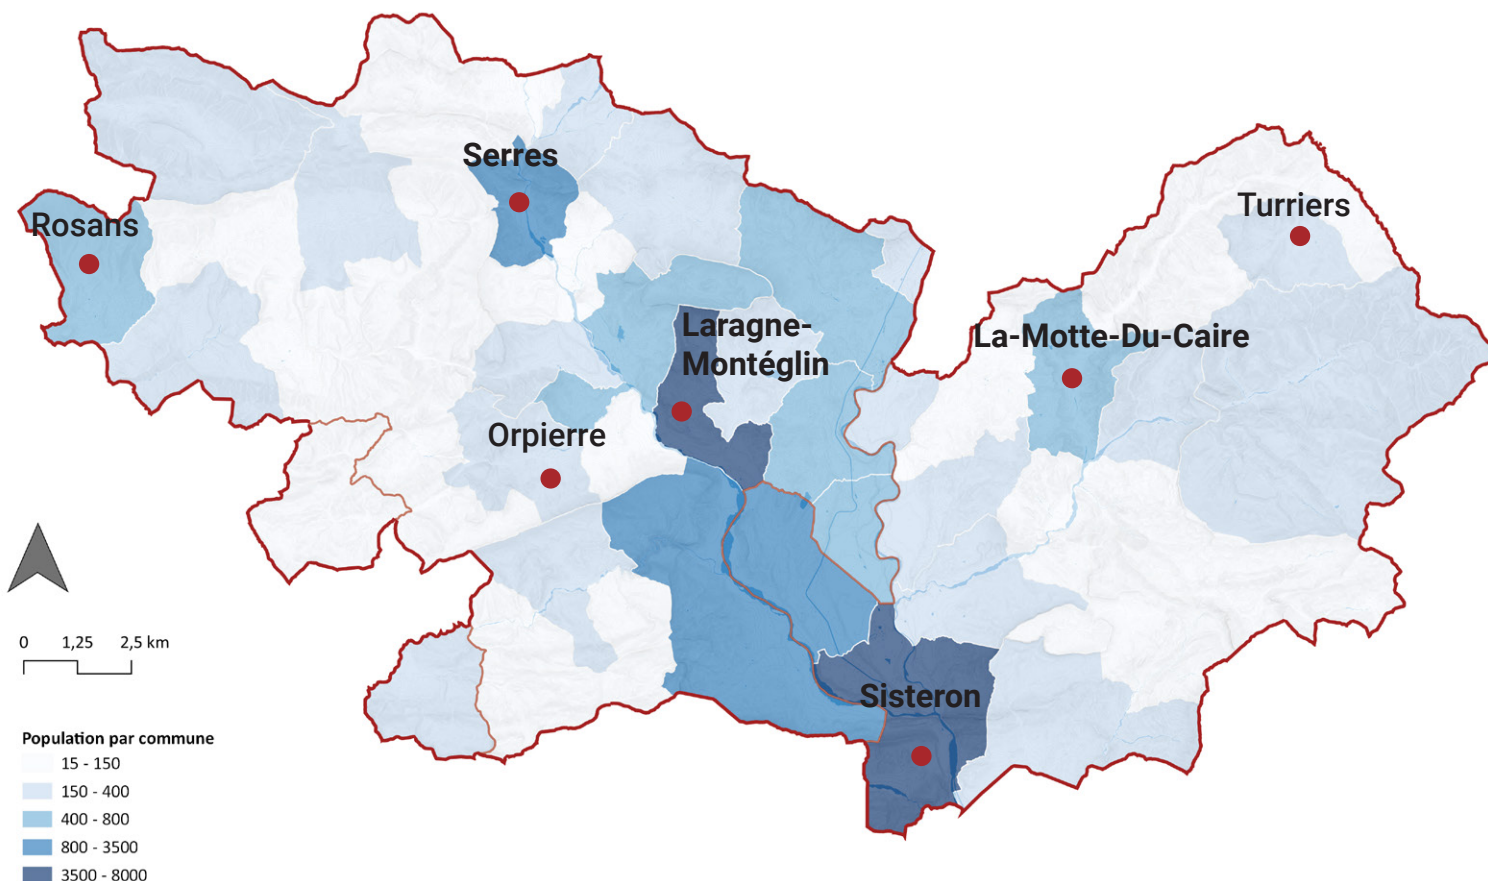 Serres
Rosans
Turriers
Laragne-
Montéglin
La-Motte-Du-Caire
Orpierre
Sisteron
0 1,25 2,5 km
Population par commune
15 - 150
150 - 400
400 - 800
800 - 3500
3500 - 8000